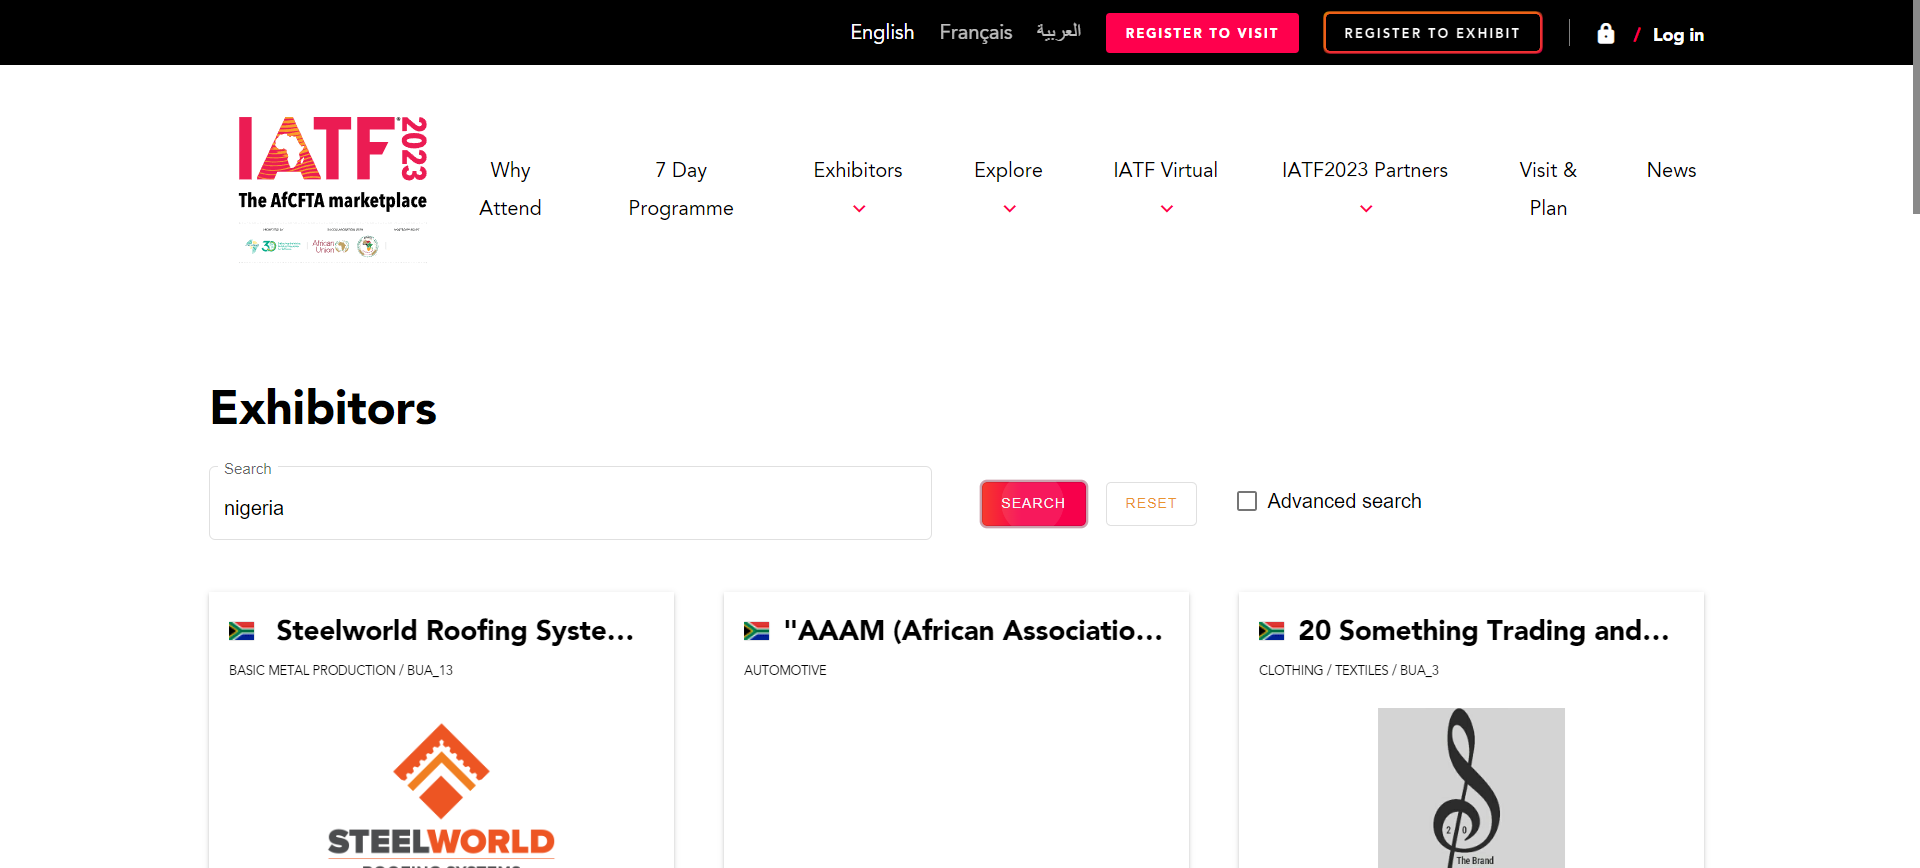 English Français العربية REGISTER TO VISIT REGISTER TO EXHIBIT / Log in
IATF 2023
The AfCFTA marketplace
30
African Union
Why Attend
7 Day Programme
Exhibitors
Explore
IATF Virtual
IATF2023 Partners
Visit & Plan
News
Exhibitors
Search
nigeria
SEARCH RESET Advanced search
Steelworld Roofing Syste...
BASIC METAL PRODUCTION / BUA_13
STEELWORLD
"AAAM (African Associatio...
AUTOMOTIVE
20 Something Trading and...
CLOTHING / TEXTILES / BUA_3
2 0
The Brand